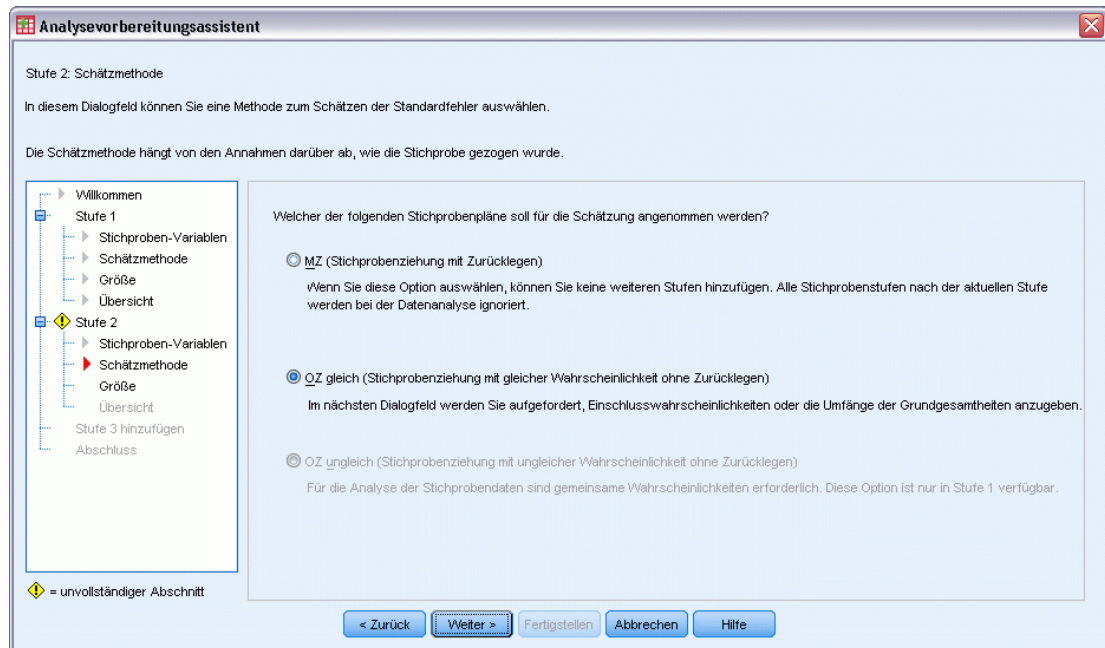 Analysevorbereitungsassistent
Stufe 2: Schätzmethode
In diesem Dialogfeld können Sie eine Methode zum Schätzen der Standardfehler auswählen.
Die Schätzmethode hängt von den Annahmen darüber ab, wie die Stichprobe gezogen wurde.
Willkommen
Stufe 1
Stichproben-Variablen
Schätzmethode
Größe
Übersicht
Stufe 2
Stichproben-Variablen
Schätzmethode
Größe
Übersicht
Stufe 3 hinzufügen
Abschluss
! = unvollständiger Abschnitt
Welcher der folgenden Stichprobenpläne soll für die Schätzung angenommen werden?
MZ (Stichprobenziehung mit Zurücklegen)
Wenn Sie diese Option auswählen, können Sie keine weiteren Stufen hinzufügen. Alle Stichprobenstufen nach der aktuellen Stufe
werden bei der Datenanalyse ignoriert.
OZ gleich (Stichprobenziehung mit gleicher Wahrscheinlichkeit ohne Zurücklegen)
Im nächsten Dialogfeld werden Sie aufgefordert, Einschlusswahrscheinlichkeiten oder die Umfänge der Grundgesamtheiten anzugeben.
OZ ungleich (Stichprobenziehung mit ungleicher Wahrscheinlichkeit ohne Zurücklegen)
Für die Analyse der Stichprobendaten sind gemeinsame Wahrscheinlichkeiten erforderlich. Diese Option ist nur in Stufe 1 verfügbar.
< Zurück
Weiter >
Fertigstellen
Abbrechen
Hilfe